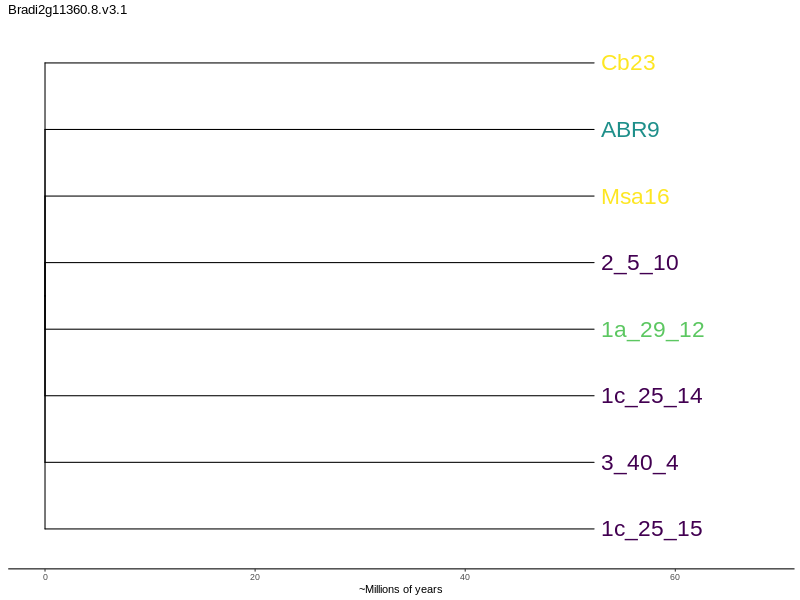 Bradi2g11360.8.v3.1
Cb23
ABR9
Msa16
2_5_10
1a_29_12
1c_25_14
3_40_4
1c_25_15
0 20 40 60
~Millions of years